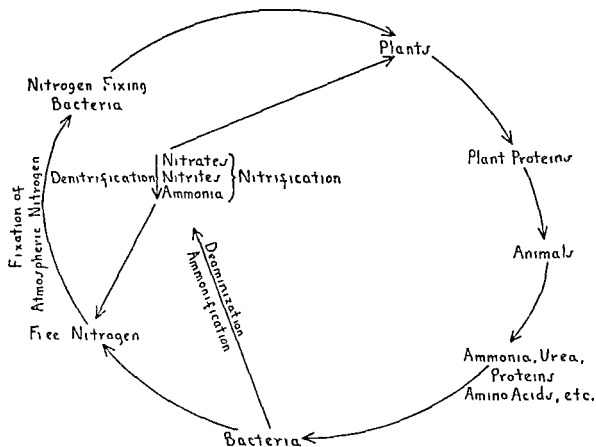 Plants
Nitrogen Fixing
Bacteria
Plant Proteins
Denitrification
Nitrates
Nitrites
Ammonia
Nitrification
Fixation of
Atmospheric Nitrogen
Animals
Deaminization
Ammonification
Free Nitrogen
Ammonia, Urea,
Proteins
Amino Acids, etc.
Bacteria